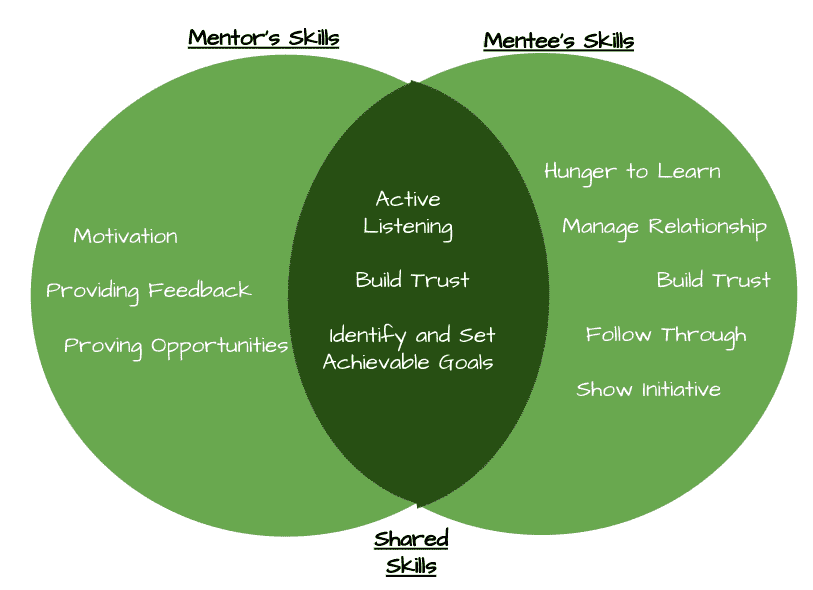 Mentor's Skills
Mentee's Skills
Motivation
Providing Feedback
Proving Opportunities
Active
Listening
Build Trust
Identify and Set
Achievable Goals
Hunger to Learn
Manage Relationship
Build Trust
Follow Through
Show Initiative
Shared
Skills